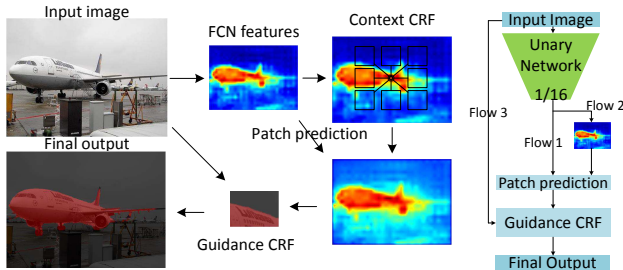 Input image
FCN features
Context CRF
Patch prediction
Final output
Guidance CRF
Input Image
Unary
Network
1/16
Flow 3
Flow 2
Flow 1
Patch prediction
Guidance CRF
Final Output